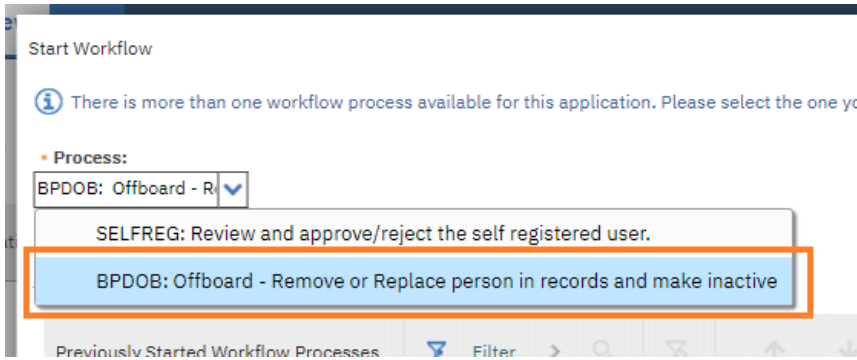 Start Workflow
There is more than one workflow process available for this application. Please select the one
• Process:
BPDOB: Offboard -
SELFREG: Review and approve/reject the self registered user.
BPDOB: Offboard - Remove or Replace person in records and make inactive
Previously Started Workflow Processes Filter